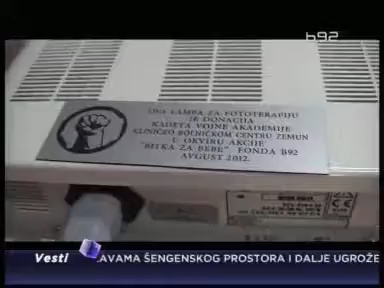 b92
OVA LAMPA ZA FOTOTERAPIJU
JE DONACIJA
KADETA VOJNE AKADEMIJE
KLINIČKO BOLNIČKOM CENTRU ZEMUN
U OKVIRU AKCIJE
"BITKA ZA BEBE" FONDA B92
AVGUST 2012.
CE
Vesti
AVAMA ŠENGENSKOG PROSTORA I DALJE UGROŽE